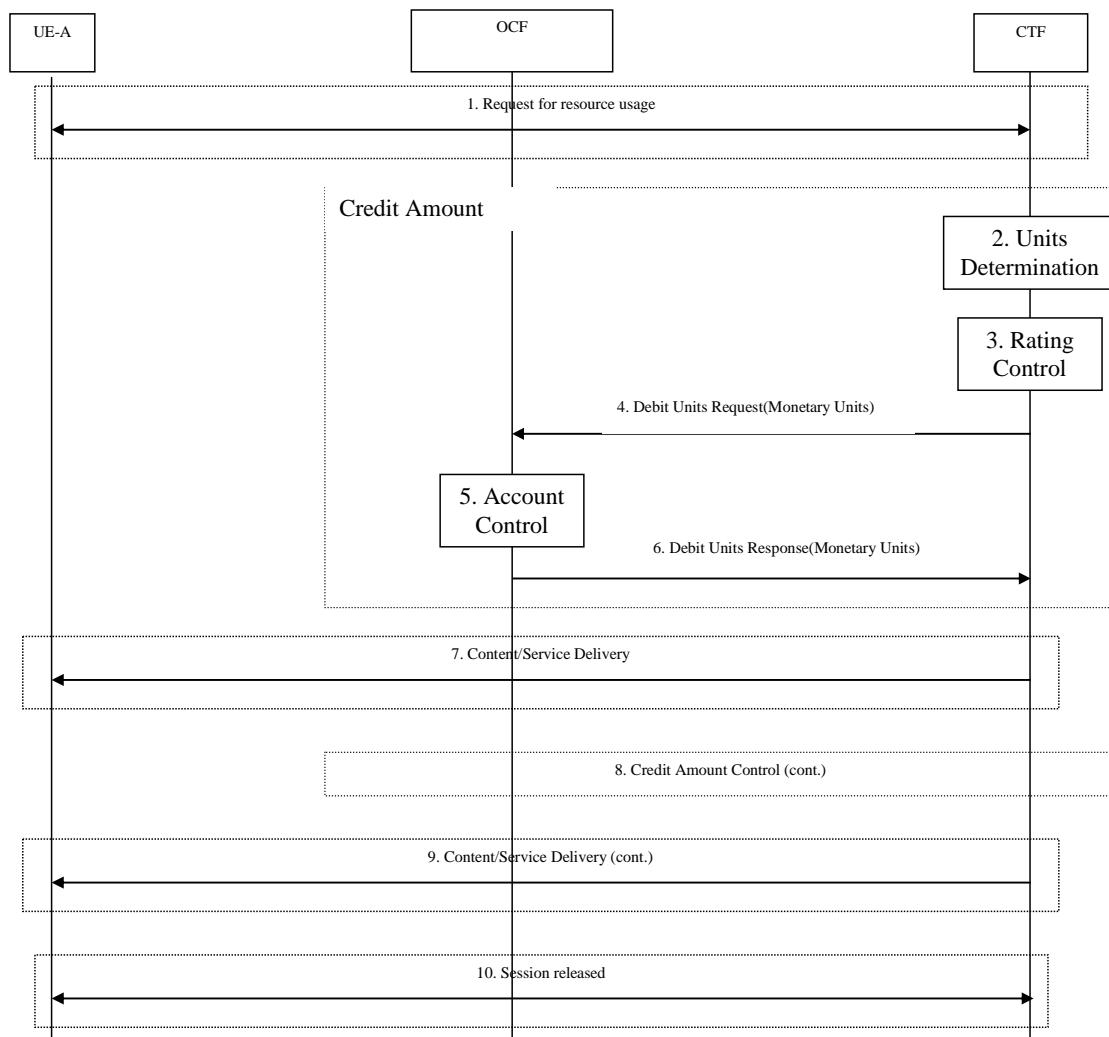 UE-A
OCF
CTF
1. Request for resource usage
Credit Amount
2. Units
Determination
3. Rating
Control
4. Debit Units Request(Monetary Units)
5. Account
Control
6. Debit Units Response(Monetary Units)
7. Content/Service Delivery
8. Credit Amount Control (cont.)
9. Content/Service Delivery (cont.)
10. Session released